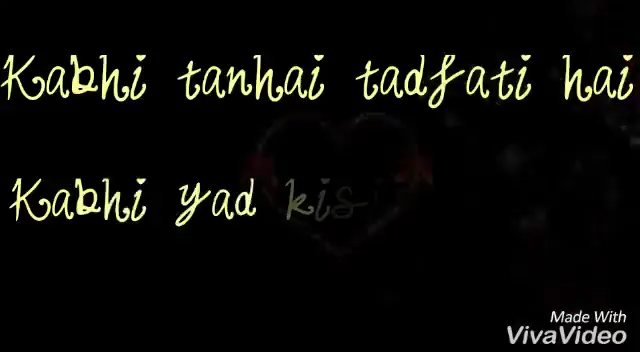 Kabhi tanhai tadfati hai
Kabhi yad kis
Made With
VivaVideo